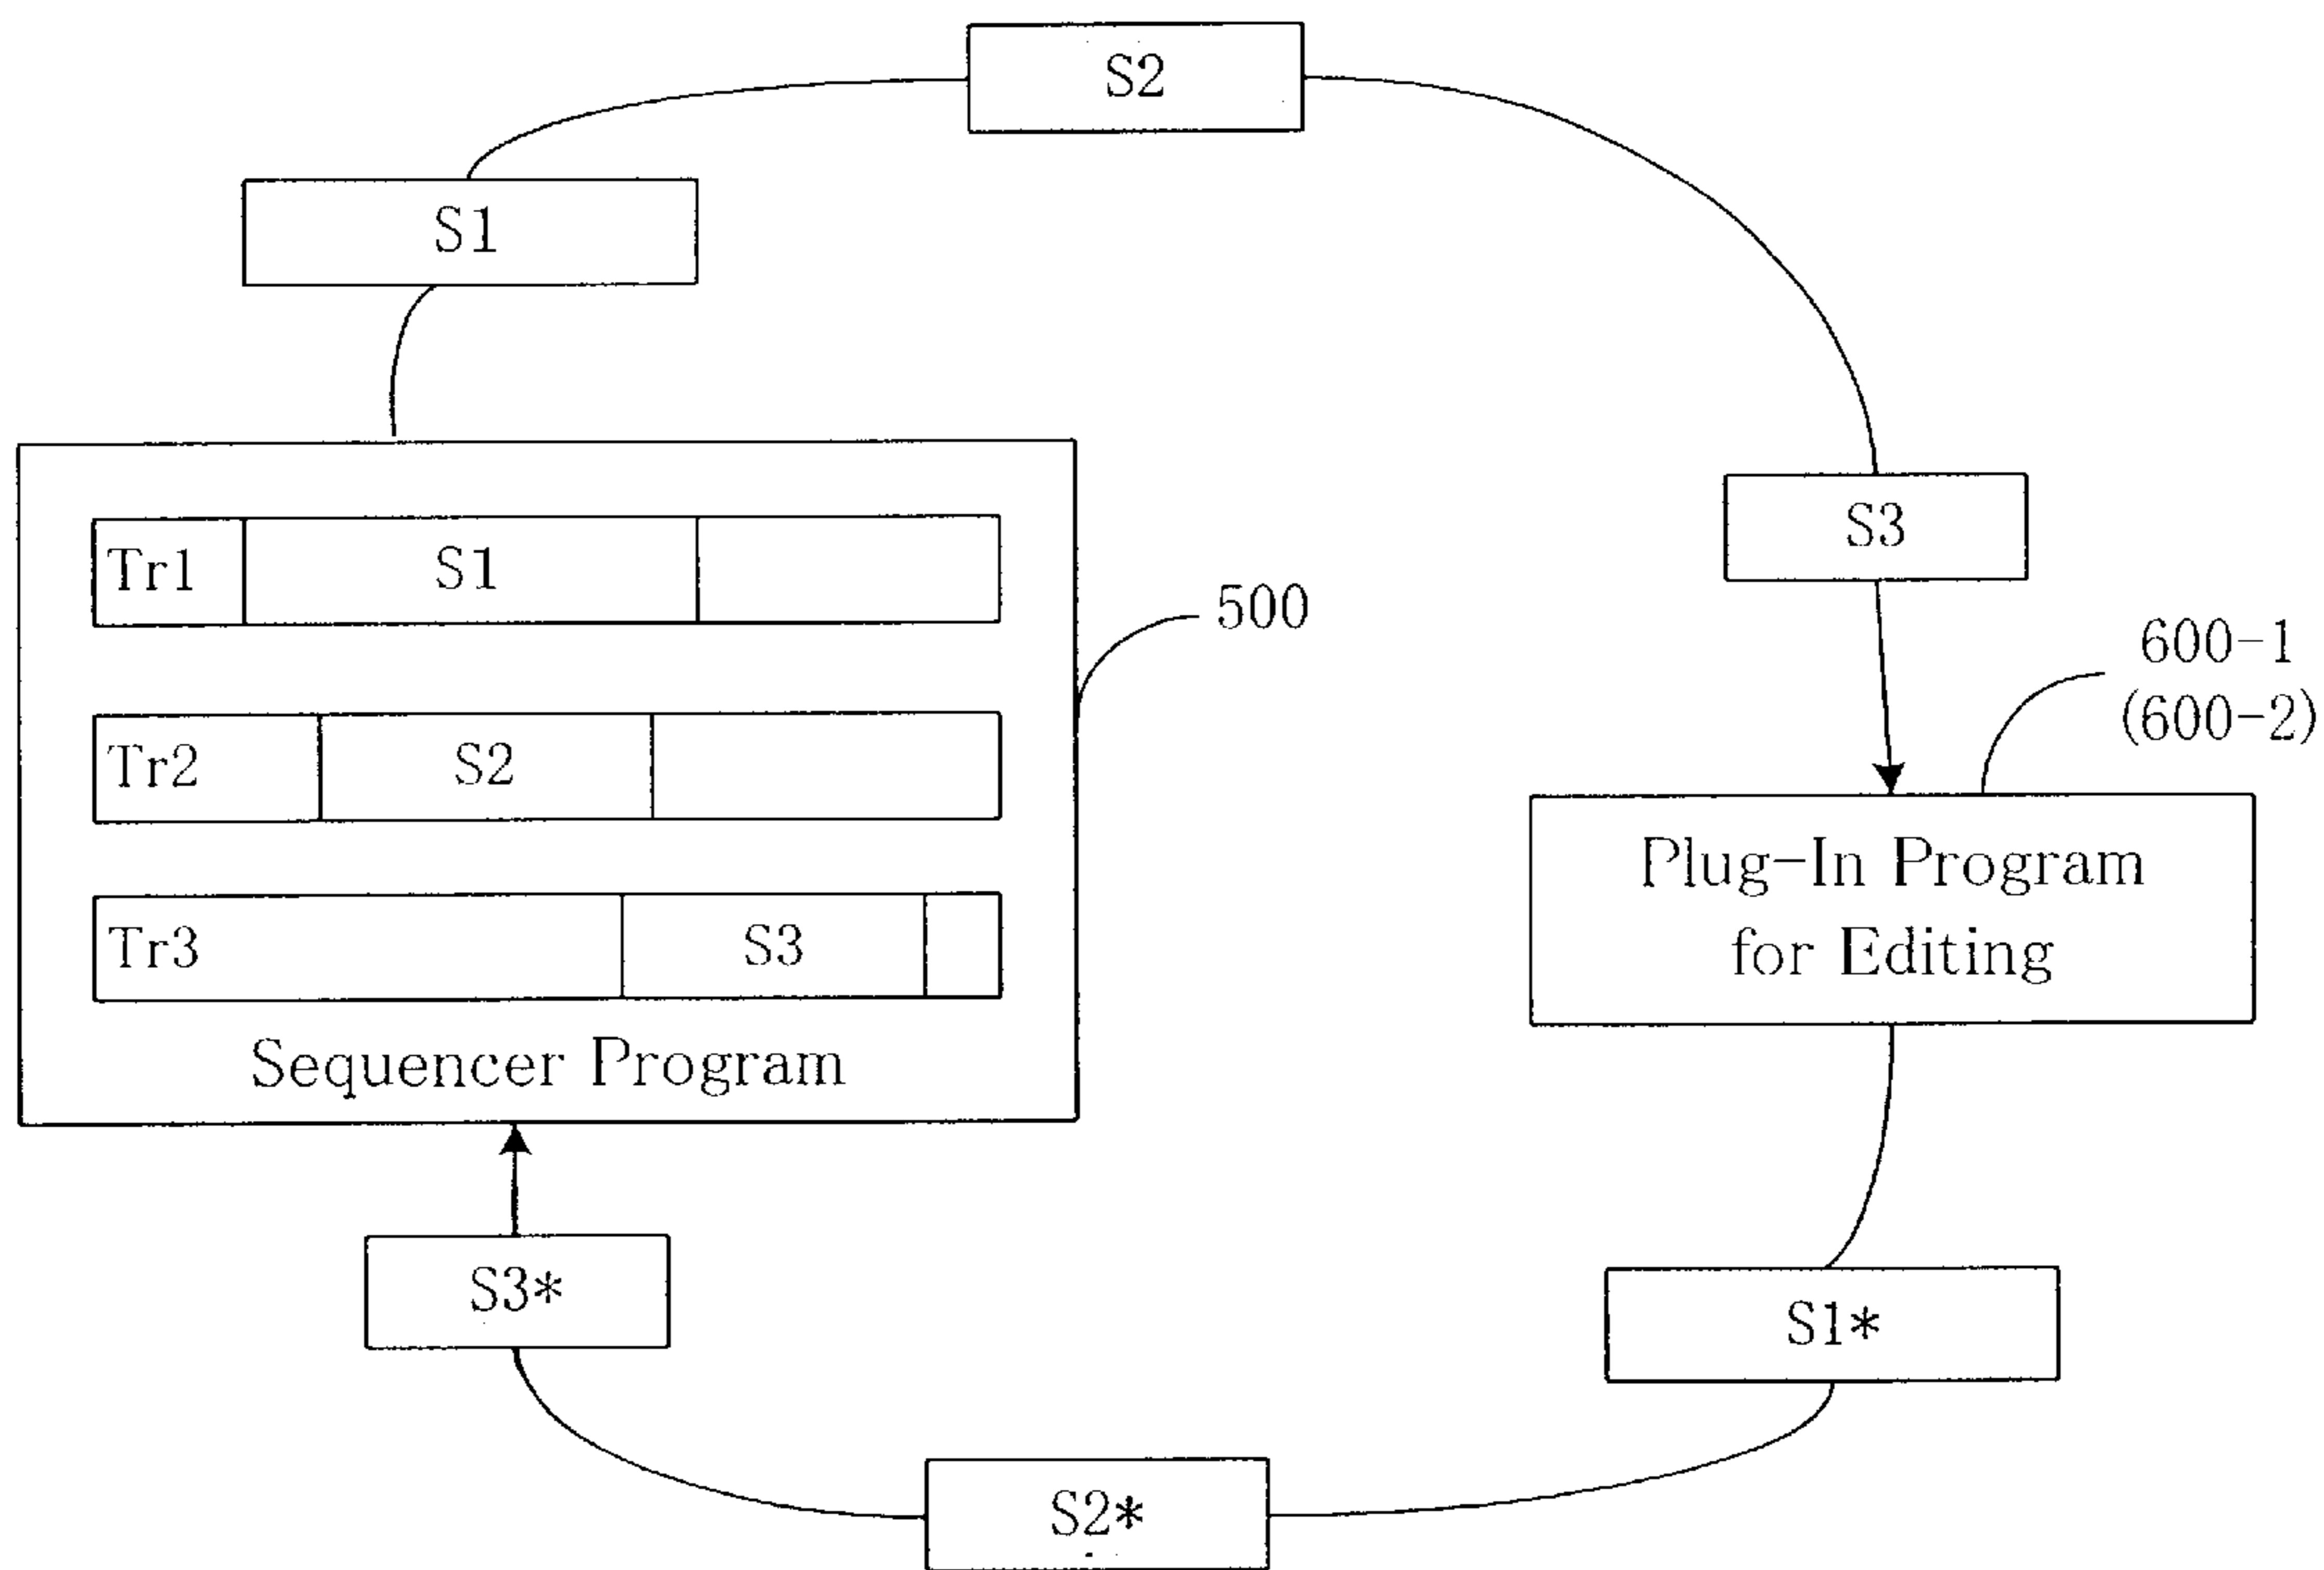 S2
S1
S3
Tr1 S1
500
600-1
(600-2)
Tr2 S2
Plug-In Program
for Editing
Tr3 S3
Sequencer Program
S3*
S1*
S2*